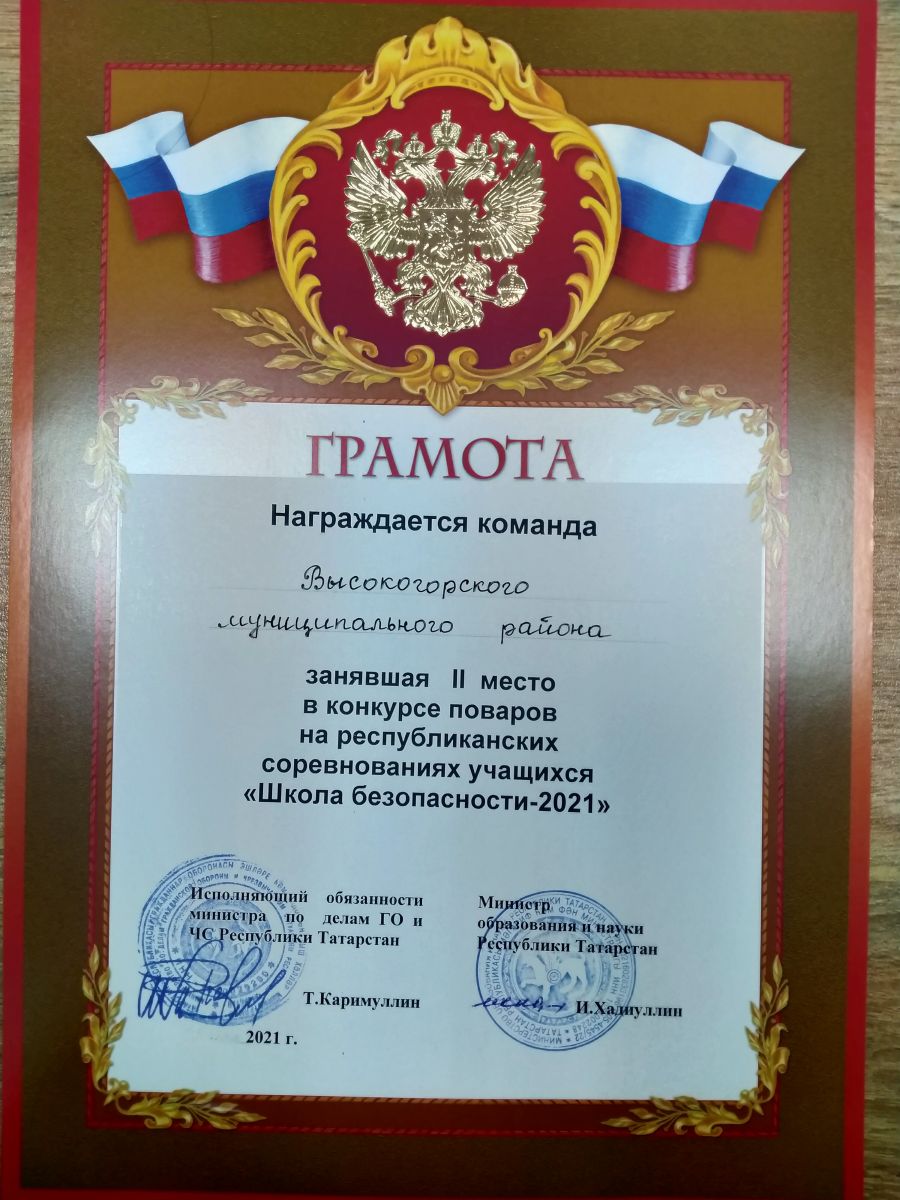 ГРАМОТА
Награждается команда
Высокогорского
муниципального района
занявшая II место
в конкурсе поваров
на республиканских
соревнованиях учащихся
«Школа безопасности-2021»
Исполняющий обязанности
министра по делам ГО и
ЧС Республики Татарстан
Т.Каримуллин
2021 г.
Министр
образования и науки
Республики Татарстан
И.Хадиуллин